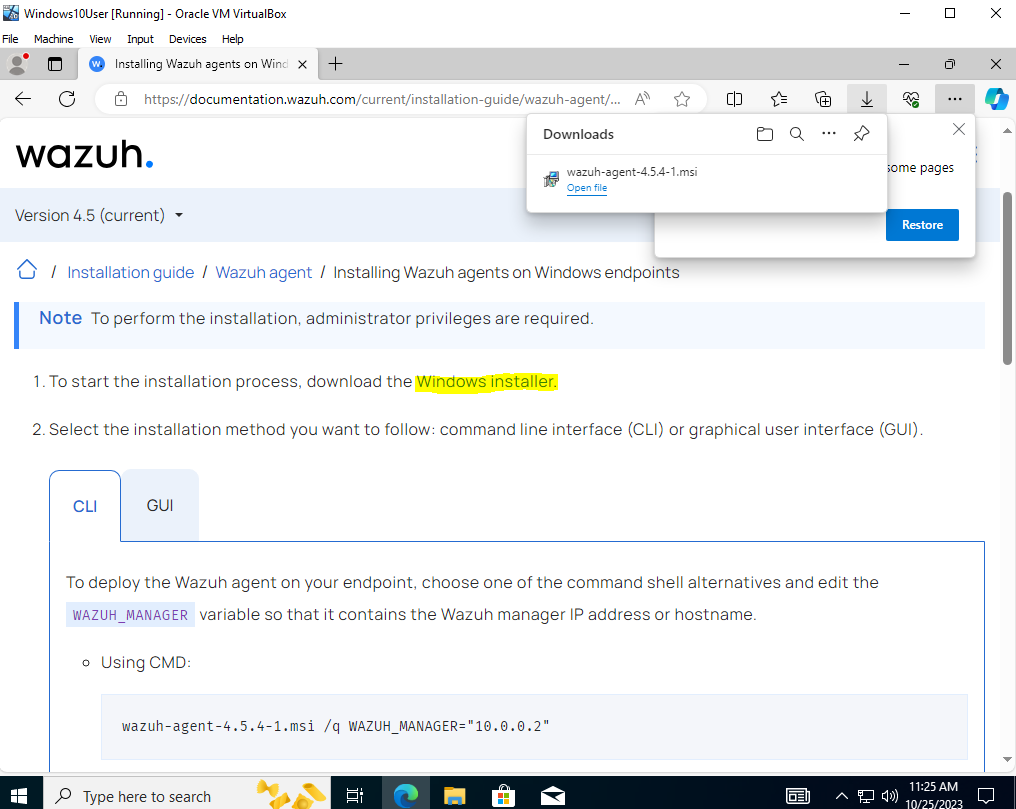 Windows10User [Running] - Oracle VM VirtualBox
File Machine View Input Devices Help
Installing Wazuh agents on Wind
https://documentation.wazuh.com/current/installation-guide/wazuh-agent/...
Downloads
wazuh-agent-4.5.4-1.msi
Open file
some pages
Restore
wazuh.
Version 4.5 (current)
/ Installation guide / Wazuh agent / Installing Wazuh agents on Windows endpoints
Note To perform the installation, administrator privileges are required.
1. To start the installation process, download the Windows installer.
2. Select the installation method you want to follow: command line interface (CLI) or graphical user interface (GUI).
CLI GUI
To deploy the Wazuh agent on your endpoint, choose one of the command shell alternatives and edit the
WAZUH_MANAGER variable so that it contains the Wazuh manager IP address or hostname.
Using CMD:
wazuh-agent-4.5.4-1.msi /q WAZUH_MANAGER="10.0.0.2"
Type here to search
11:25 AM
10/25/2023